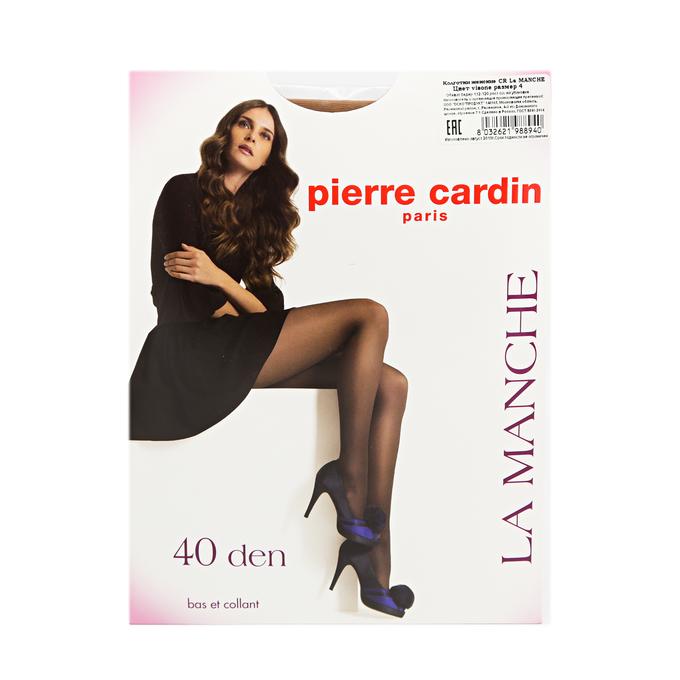 Колготки женские CR La MANCHE
Цвет visone размер 4
EAC
8 032621 988940
pierre cardin
paris
LA MANCHE
40 den
bas et collant